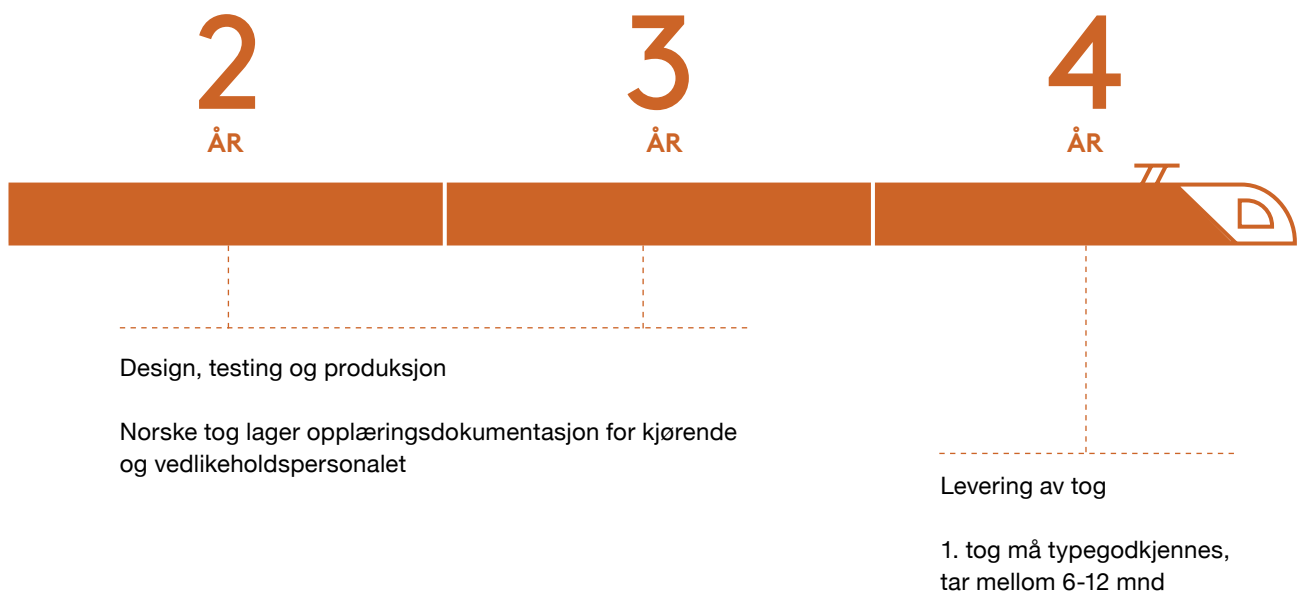 2
ÅR
3
ÅR
4
ÅR
Design, testing og produksjon
Norske tog lager opplæringsdokumentasjon for kjørende
og vedlikeholdspersonalet
Levering av tog
1. tog må typegodkjennes,
tar mellom 6-12 mnd